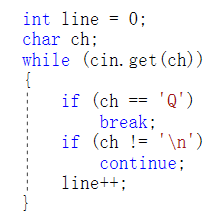 int line = 0;
char ch;
while (cin.get(ch))
{
    if (ch == 'Q')
        break;
    if (ch != '\n')
        continue;
    line++;
}